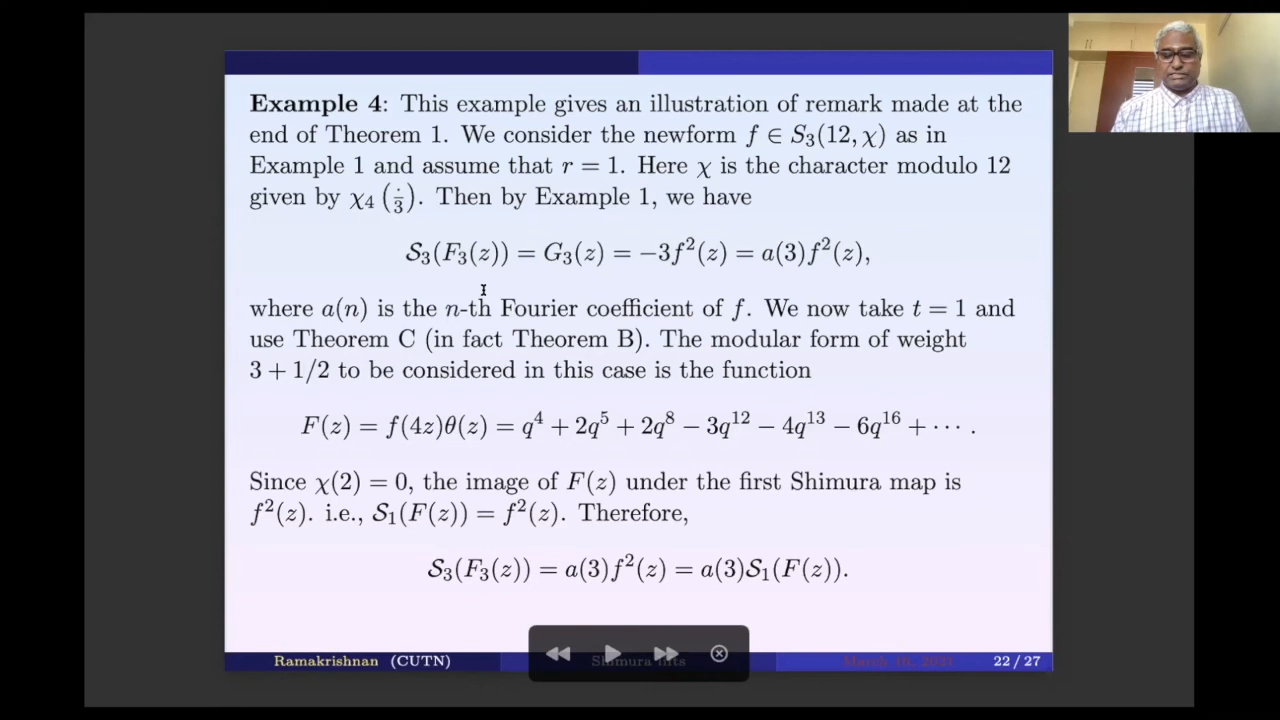 Example 4: This example gives an illustration of remark made at the
end of Theorem 1. We consider the newform f ∈ S₃(12, χ) as in
Example 1 and assume that r = 1. Here χ is the character modulo 12
given by χ₄ (·/3). Then by Example 1, we have
𝒮₃(F₃(z)) = G₃(z) = −3f²(z) = a(3)f²(z),
where a(n) is the n-th Fourier coefficient of f. We now take t = 1 and
use Theorem C (in fact Theorem B). The modular form of weight
3 + 1/2 to be considered in this case is the function
F(z) = f(4z)θ(z) = q⁴ + 2q⁵ + 2q⁸ − 3q¹² − 4q¹³ − 6q¹⁶ + ··· .
Since χ(2) = 0, the image of F(z) under the first Shimura map is
f²(z). i.e., 𝒮₁(F(z)) = f²(z). Therefore,
𝒮₃(F₃(z)) = a(3)f²(z) = a(3)𝒮₁(F(z)).
Ramakrishnan (CUTN) Shimura lifts March 16, 2021 22 / 27